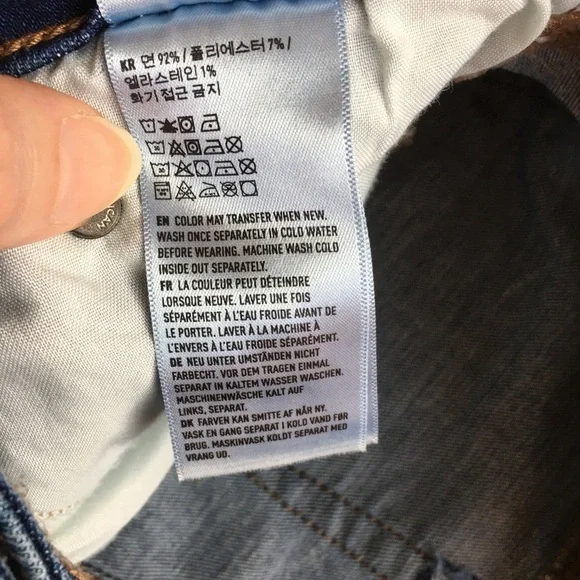 KR 면 92% / 폴리에스터 7% /
엘라스테인 1%
화기 접근 금지
EN COLOR MAY TRANSFER WHEN NEW.
WASH ONCE SEPARATELY IN COLD WATER
BEFORE WEARING. MACHINE WASH COLD
INSIDE OUT SEPARATELY.
FR LA COULEUR PEUT DÉTEINDRE
LORSQUE NEUVE. LAVER UNE FOIS
SÉPARÉMENT À L'EAU FROIDE AVANT DE
LE PORTER. LAVER À LA MACHINE À
L'ENVERS À L'EAU FROIDE SÉPARÉMENT.
DE NEU UNTER UMSTÄNDEN NICHT
FARBECHT. VOR DEM TRAGEN EINMAL
SEPARAT IN KALTEM WASSER WASCHEN.
MASCHINENWÄSCHE KALT AUF
LINKS, SEPARAT.
DK FARVEN KAN SMITTE AF NÅR NY.
VASK EN GANG SEPARAT I KOLD VAND FØR
BRUG. MASKINVASK KOLDT SEPARAT MED
VRANG UD.